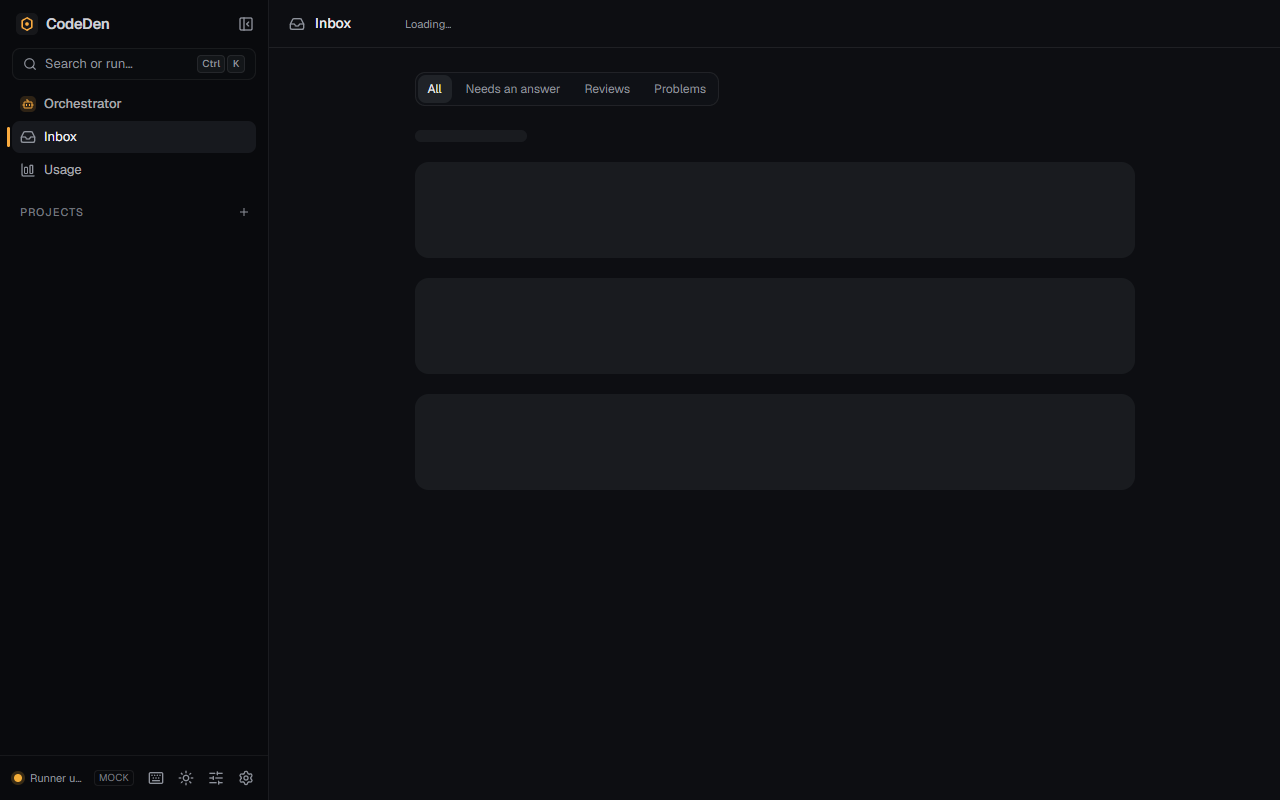 CodeDen
Search or run...
Ctrl K
Orchestrator
Inbox
Usage
PROJECTS
Runner u...
MOCK
Inbox
Loading...
All
Needs an answer
Reviews
Problems